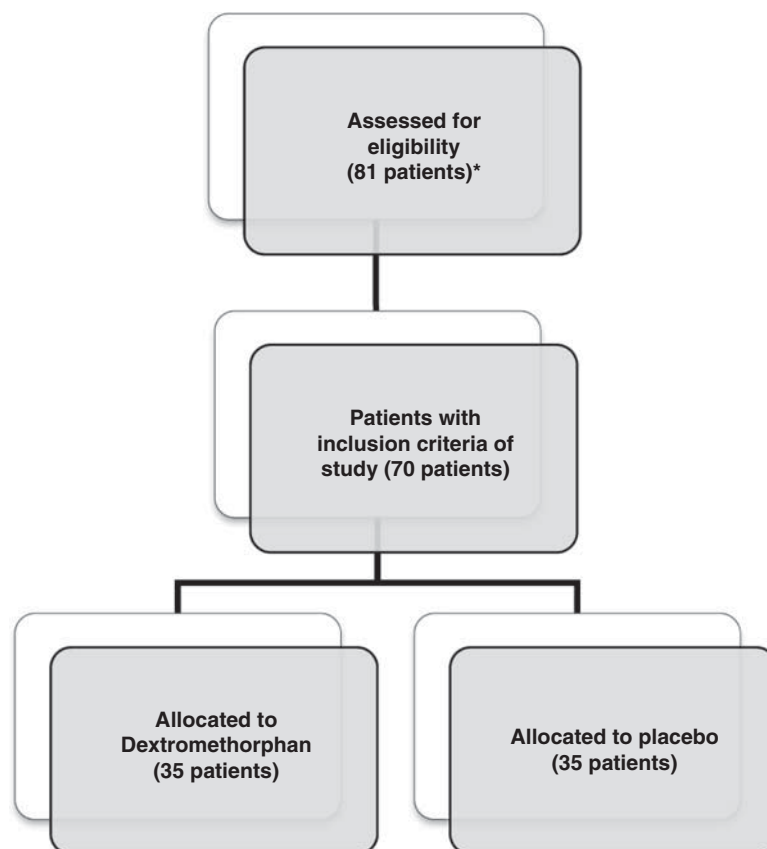 Assessed for
eligibility
(81 patients)*
Patients with
inclusion criteria of
study (70 patients)
Allocated to
Dextromethorphan
(35 patients)
Allocated to placebo
(35 patients)